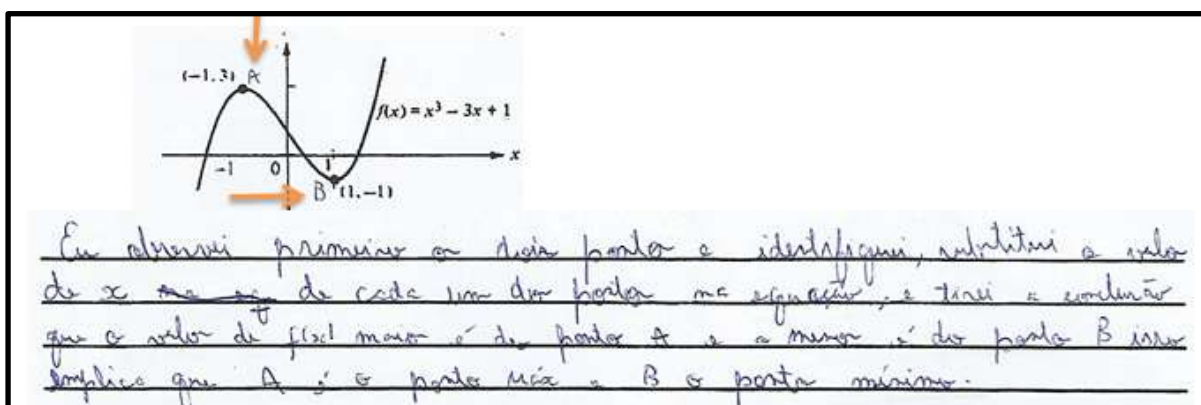 (-1, 3) A
f(x) = x³ − 3x + 1
-1 0 1 x
B (1, −1)
Eu observei primeiro os dois pontos e identifiquei, substitui o valor
de x de cada um dos pontos na equação, e tirei a conclusão
que o valor de f(x) maior é do ponto A e o menor é do ponto B isso
implica que A é o ponto máx e B o ponto mínimo.